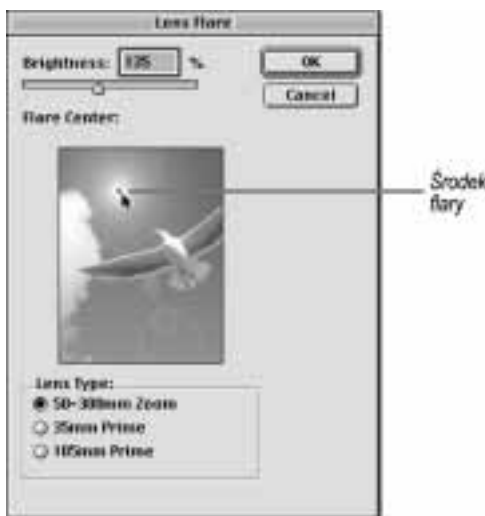 Lens Flare
Brightness: 135 %
OK
Cancel
Flare Center:
Środek
flary
Lens Type:
50-300mm Zoom
35mm Prime
105mm Prime